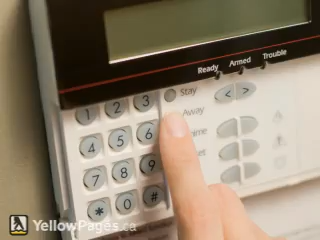 Ready Armed Trouble
1 2 3 Stay < >
4 5 6 Away
7 8 9
* 0 #
YellowPages.ca